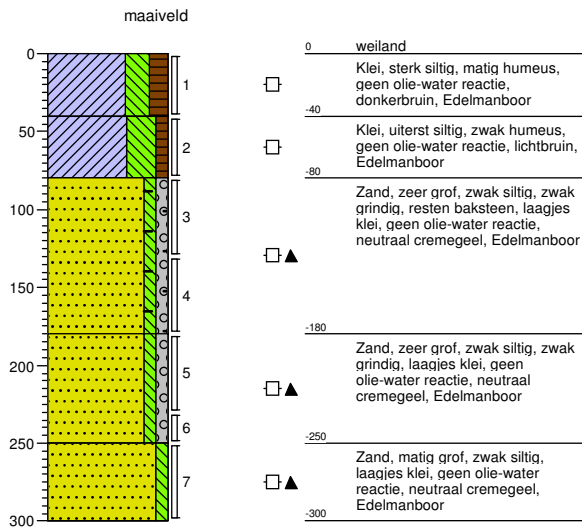 maaiveld
0
50
100
150
200
250
300
1
2
3
4
5
6
7
0 weiland
Klei, sterk siltig, matig humeus,
geen olie-water reactie,
donkerbruin, Edelmanboor
-40
Klei, uiterst siltig, zwak humeus,
geen olie-water reactie, lichtbruin,
Edelmanboor
-80
Zand, zeer grof, zwak siltig, zwak
grindig, resten baksteen, laagjes
klei, geen olie-water reactie,
neutraal cremegeel, Edelmanboor
-180
Zand, zeer grof, zwak siltig, zwak
grindig, laagjes klei, geen
olie-water reactie, neutraal
cremegeel, Edelmanboor
-250
Zand, matig grof, zwak siltig,
laagjes klei, geen olie-water
reactie, neutraal cremegeel,
Edelmanboor
-300